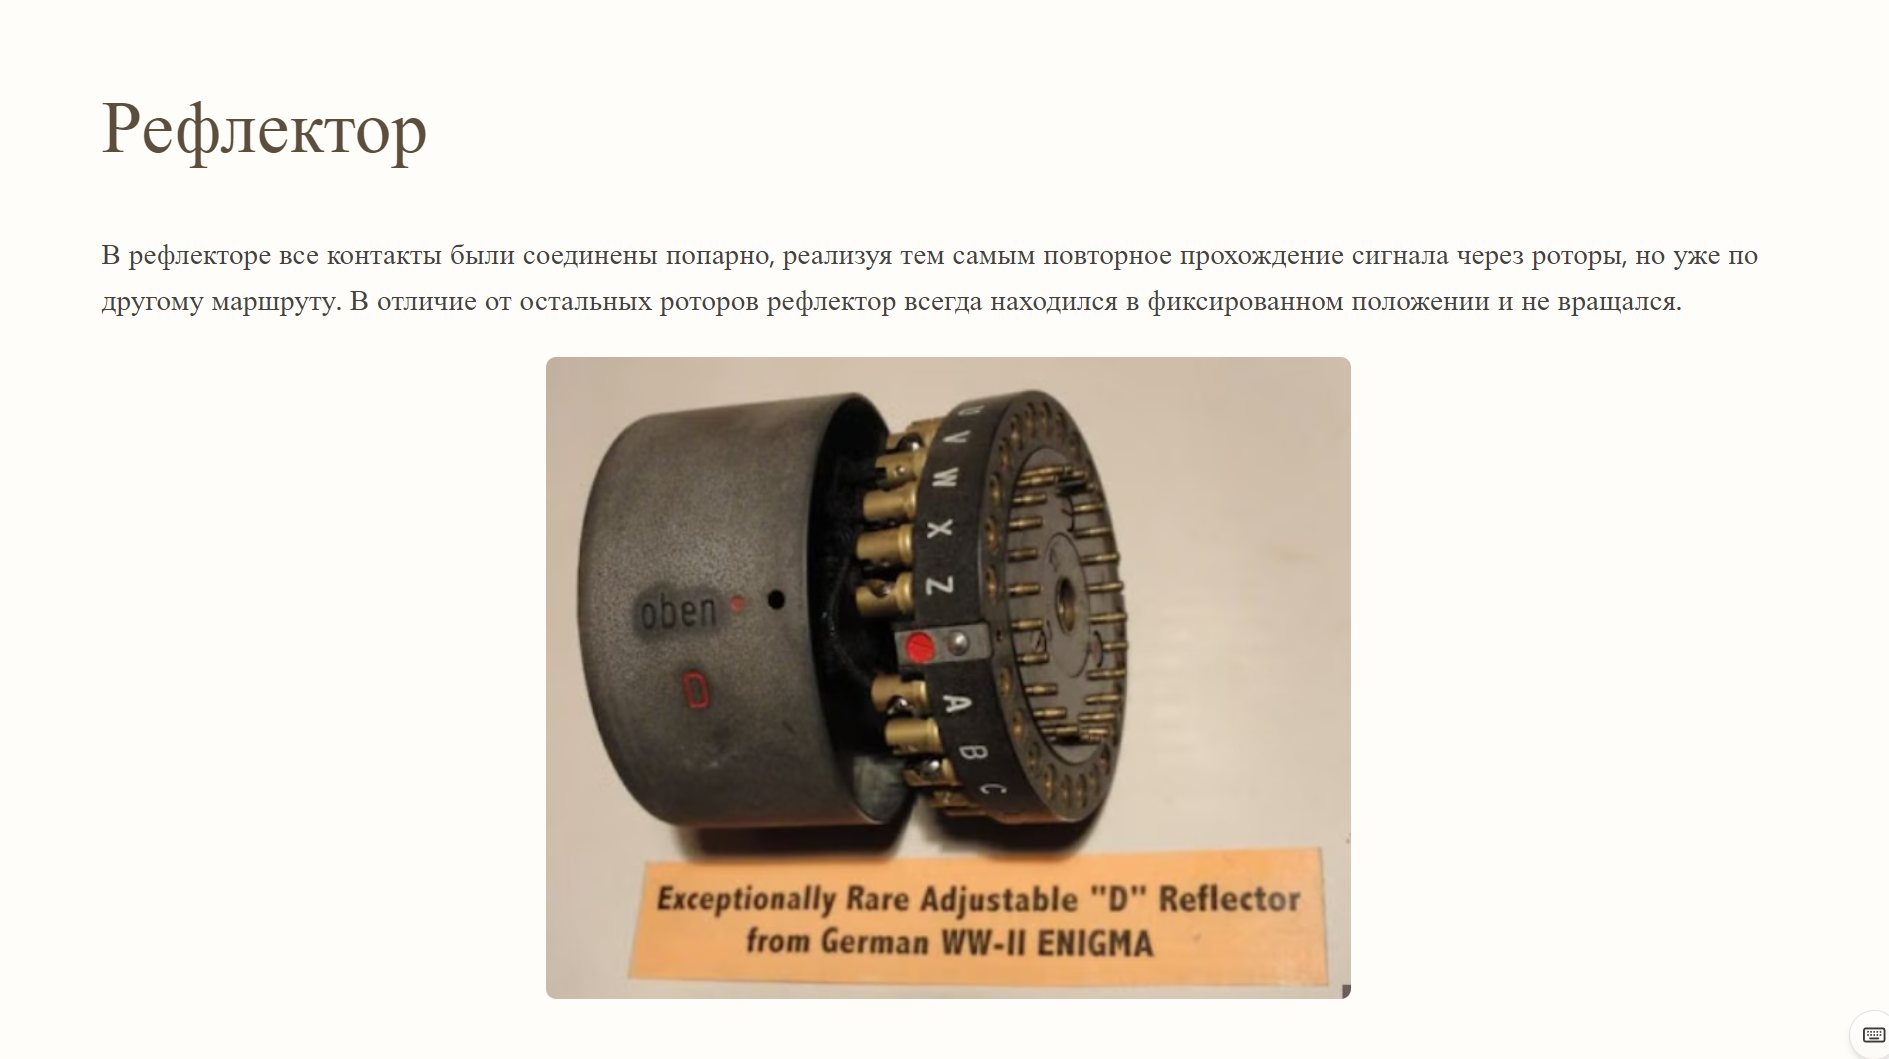 Рефлектор
В рефлекторе все контакты были соединены попарно, реализуя тем самым повторное прохождение сигнала через роторы, но уже по
другому маршруту. В отличие от остальных роторов рефлектор всегда находился в фиксированном положении и не вращался.
U
V
W
X
Z
oben
D
A
B
C
Exceptionally Rare Adjustable "D" Reflector
from German WW-II ENIGMA